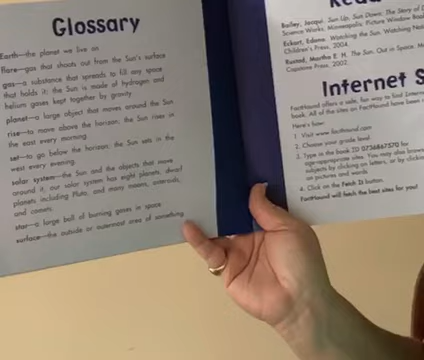 Glossary
Earth—the planet we live on
flare—gas that shoots out from the Sun's surface
gas—a substance that spreads to fill any space
that holds it; the Sun is made of hydrogen and
helium gases kept together by gravity
planet—a large object that moves around the Sun
rise—to move above the horizon; the Sun rises in
the east every morning.
set—to go below the horizon; the Sun sets in the
west every evening.
solar system—the Sun and the objects that move
around it; our solar system has eight planets, dwarf
planets including Pluto, and many moons, asteroids,
and comets.
star—a large ball of burning gases in space
surface—the outside or outermost area of something
Bailey, Jacqui. Sun Up, Sun Down: The Story of
Science Works. Minneapolis: Picture Window
Eckart, Edana. Watching the Sun. Watching
Children's Press, 2004.
Rustad, Martha E. H. The Sun. Out in Space.
Capstone Press, 2002.
Internet
FactHound offers a safe, fun way to find
book. All of the sites on FactHound have been
Here's how:
1. Visit www.facthound.com
2. Choose your grade level.
3. Type in this book ID 0736867570 for
age-appropriate sites. You may also browse
subjects by clicking on letters, or by clicking
on pictures and words.
4. Click on the Fetch It button.
FactHound will fetch the best sites for you!